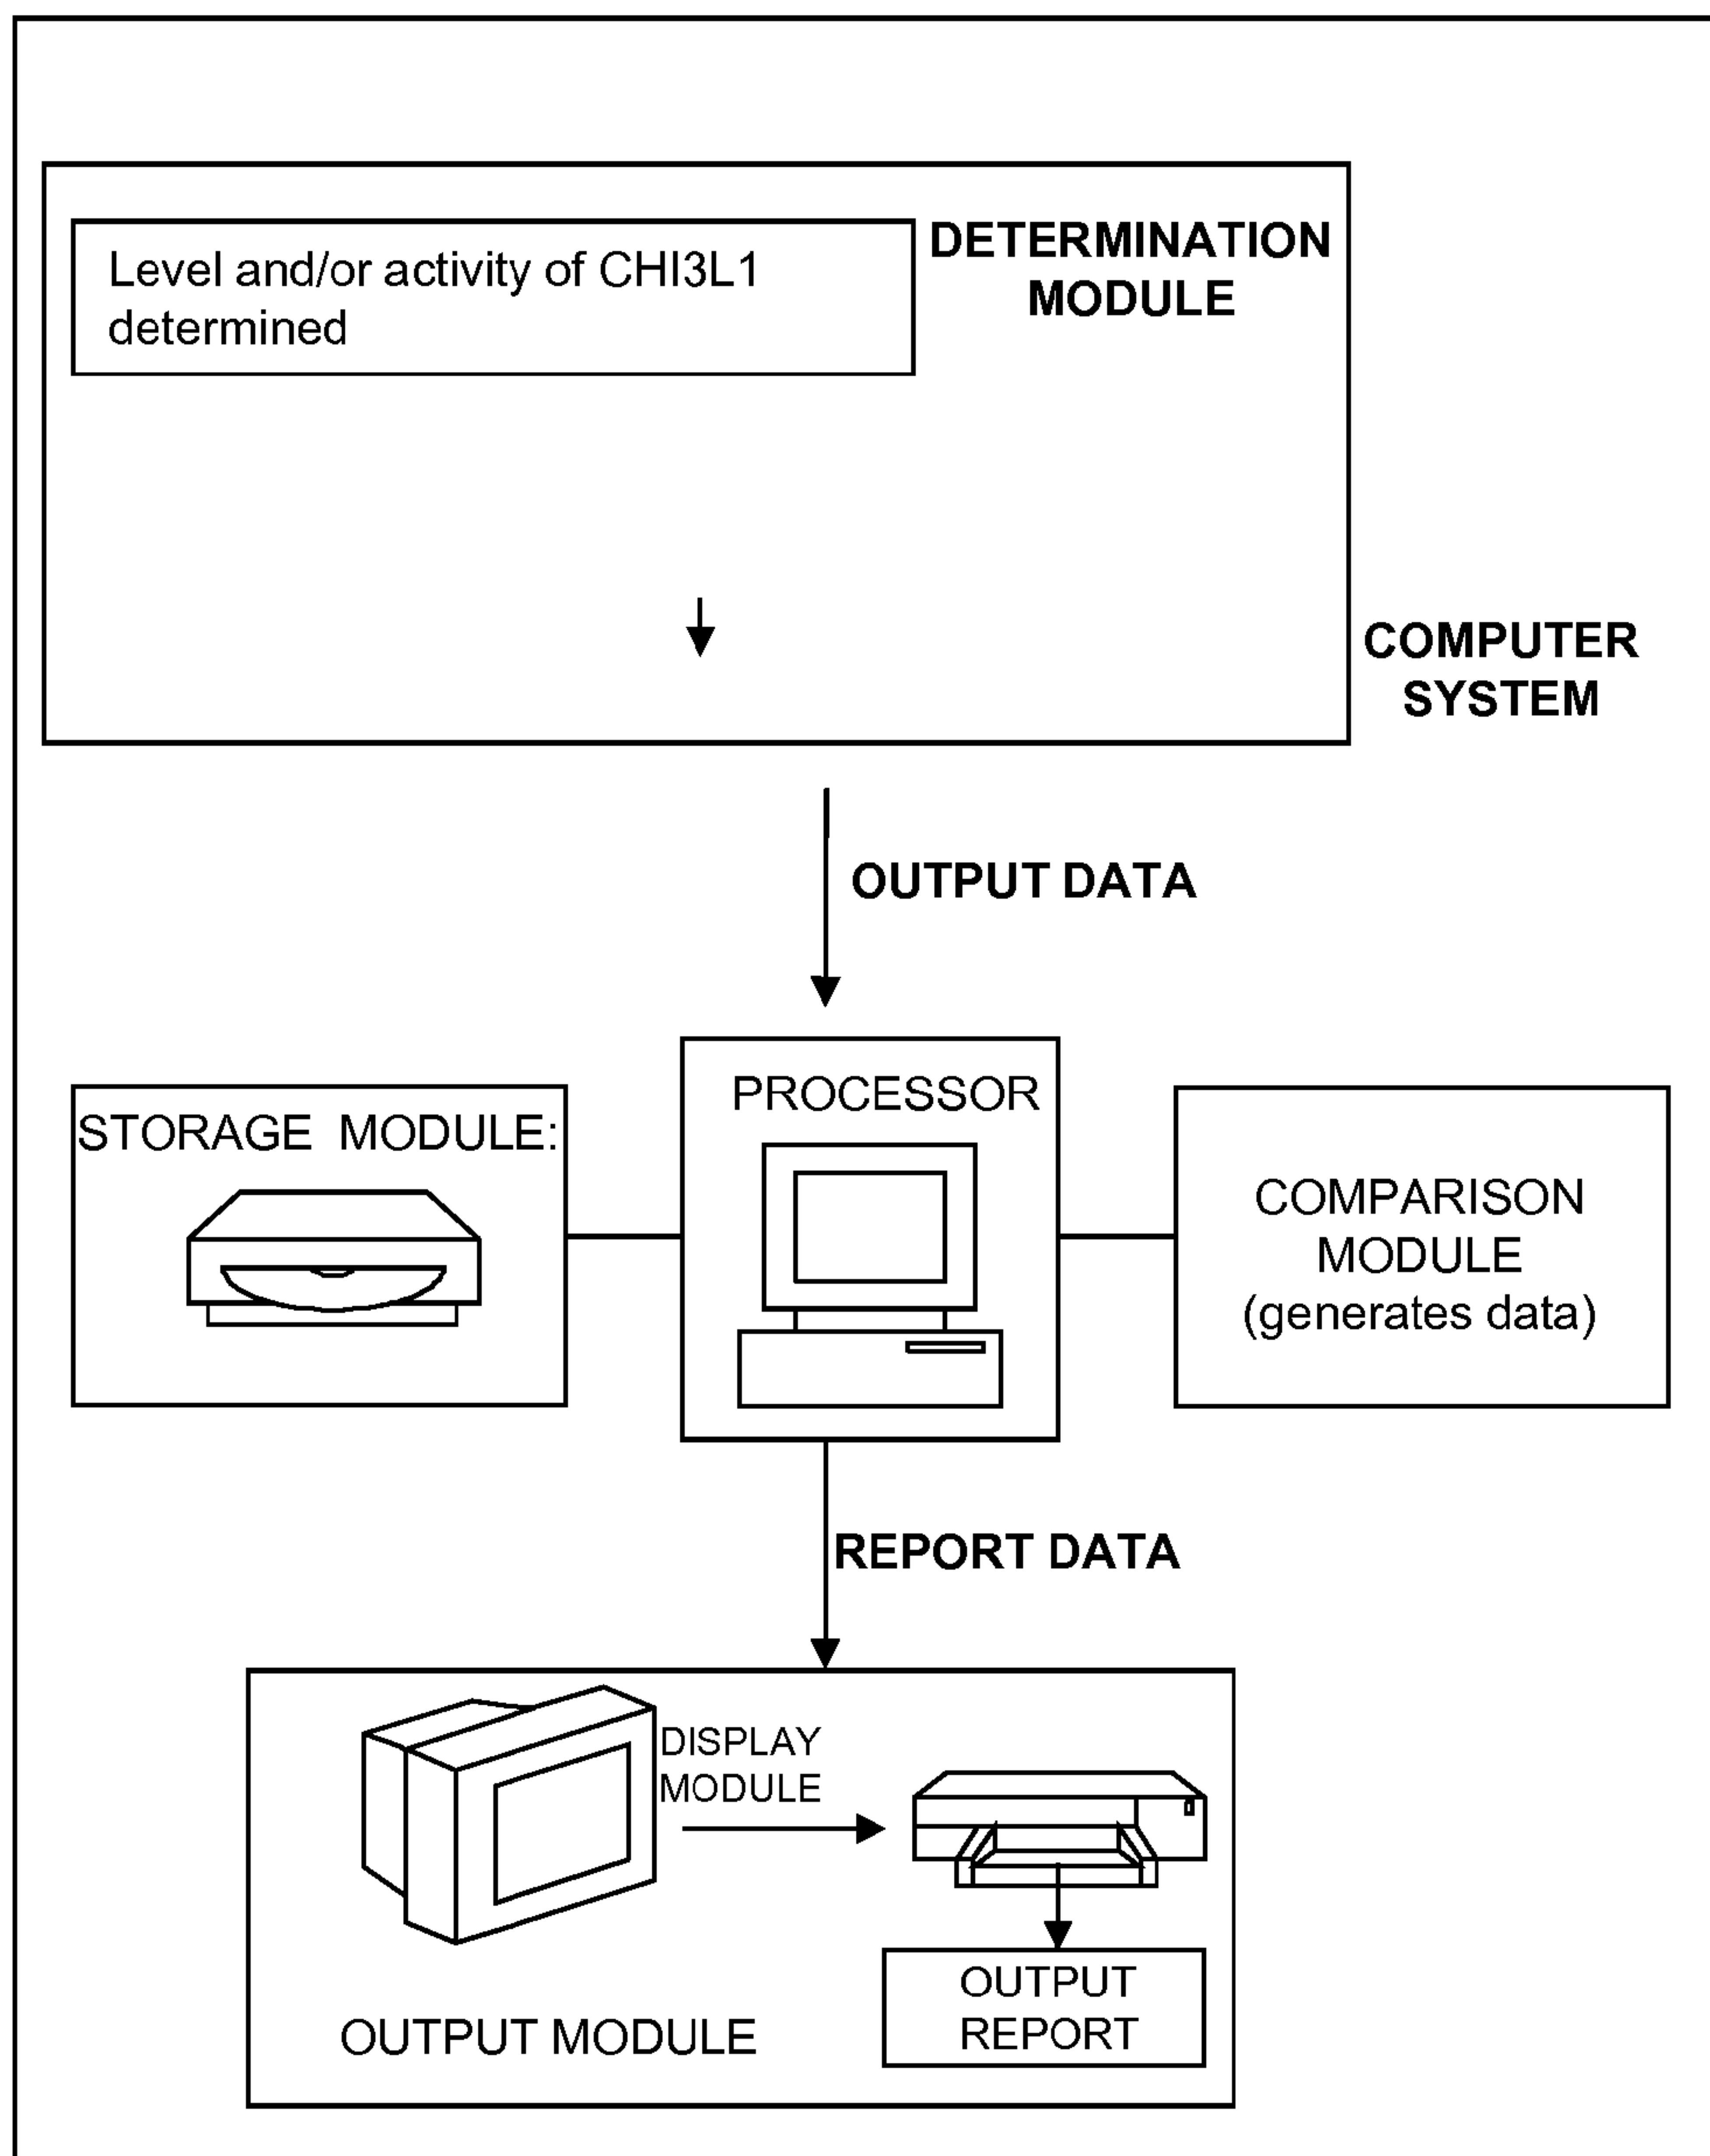 Level and/or activity of CHI3L1
determined
DETERMINATION
MODULE
COMPUTER
SYSTEM
OUTPUT DATA
PROCESSOR
STORAGE MODULE:
COMPARISON
MODULE
(generates data)
REPORT DATA
DISPLAY
MODULE
OUTPUT
REPORT
OUTPUT MODULE